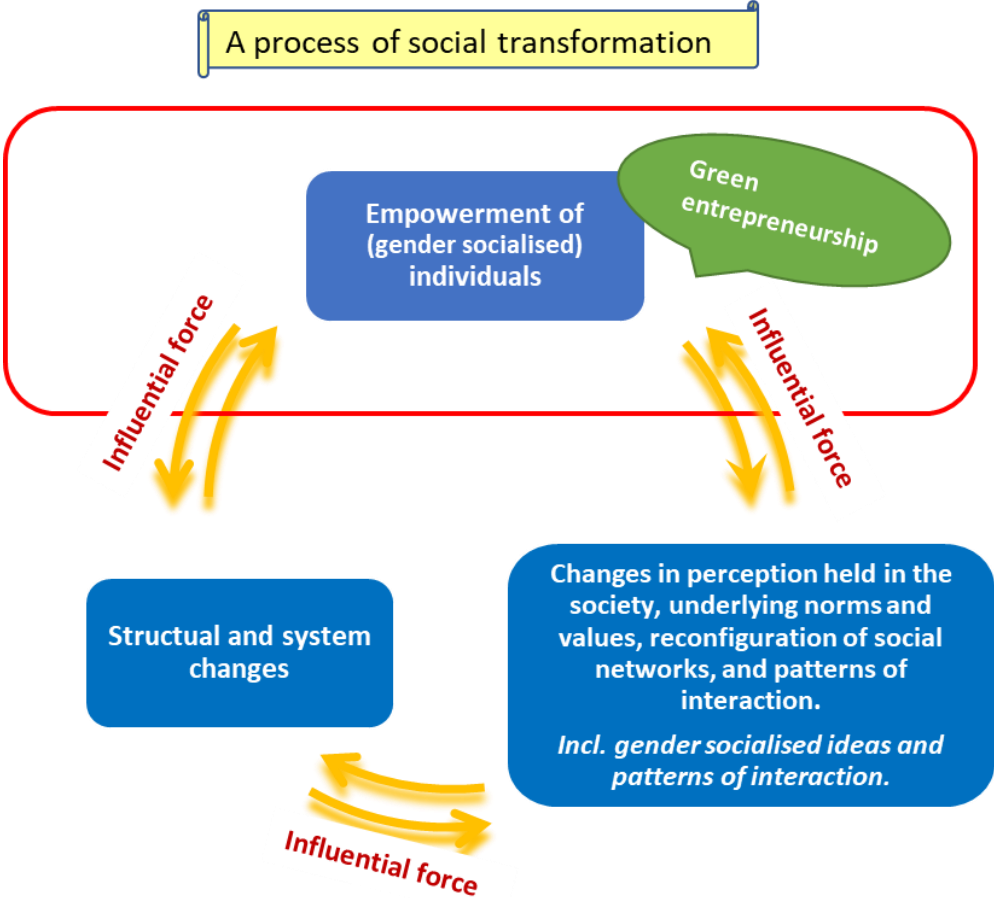 A process of social transformation
Green
entrepreneurship
Empowerment of
(gender socialised)
individuals
Influential force
Influential force
Structual and system
changes
Changes in perception held in the
society, underlying norms and
values, reconfiguration of social
networks, and patterns of
interaction.
Incl. gender socialised ideas and
patterns of interaction.
Influential force